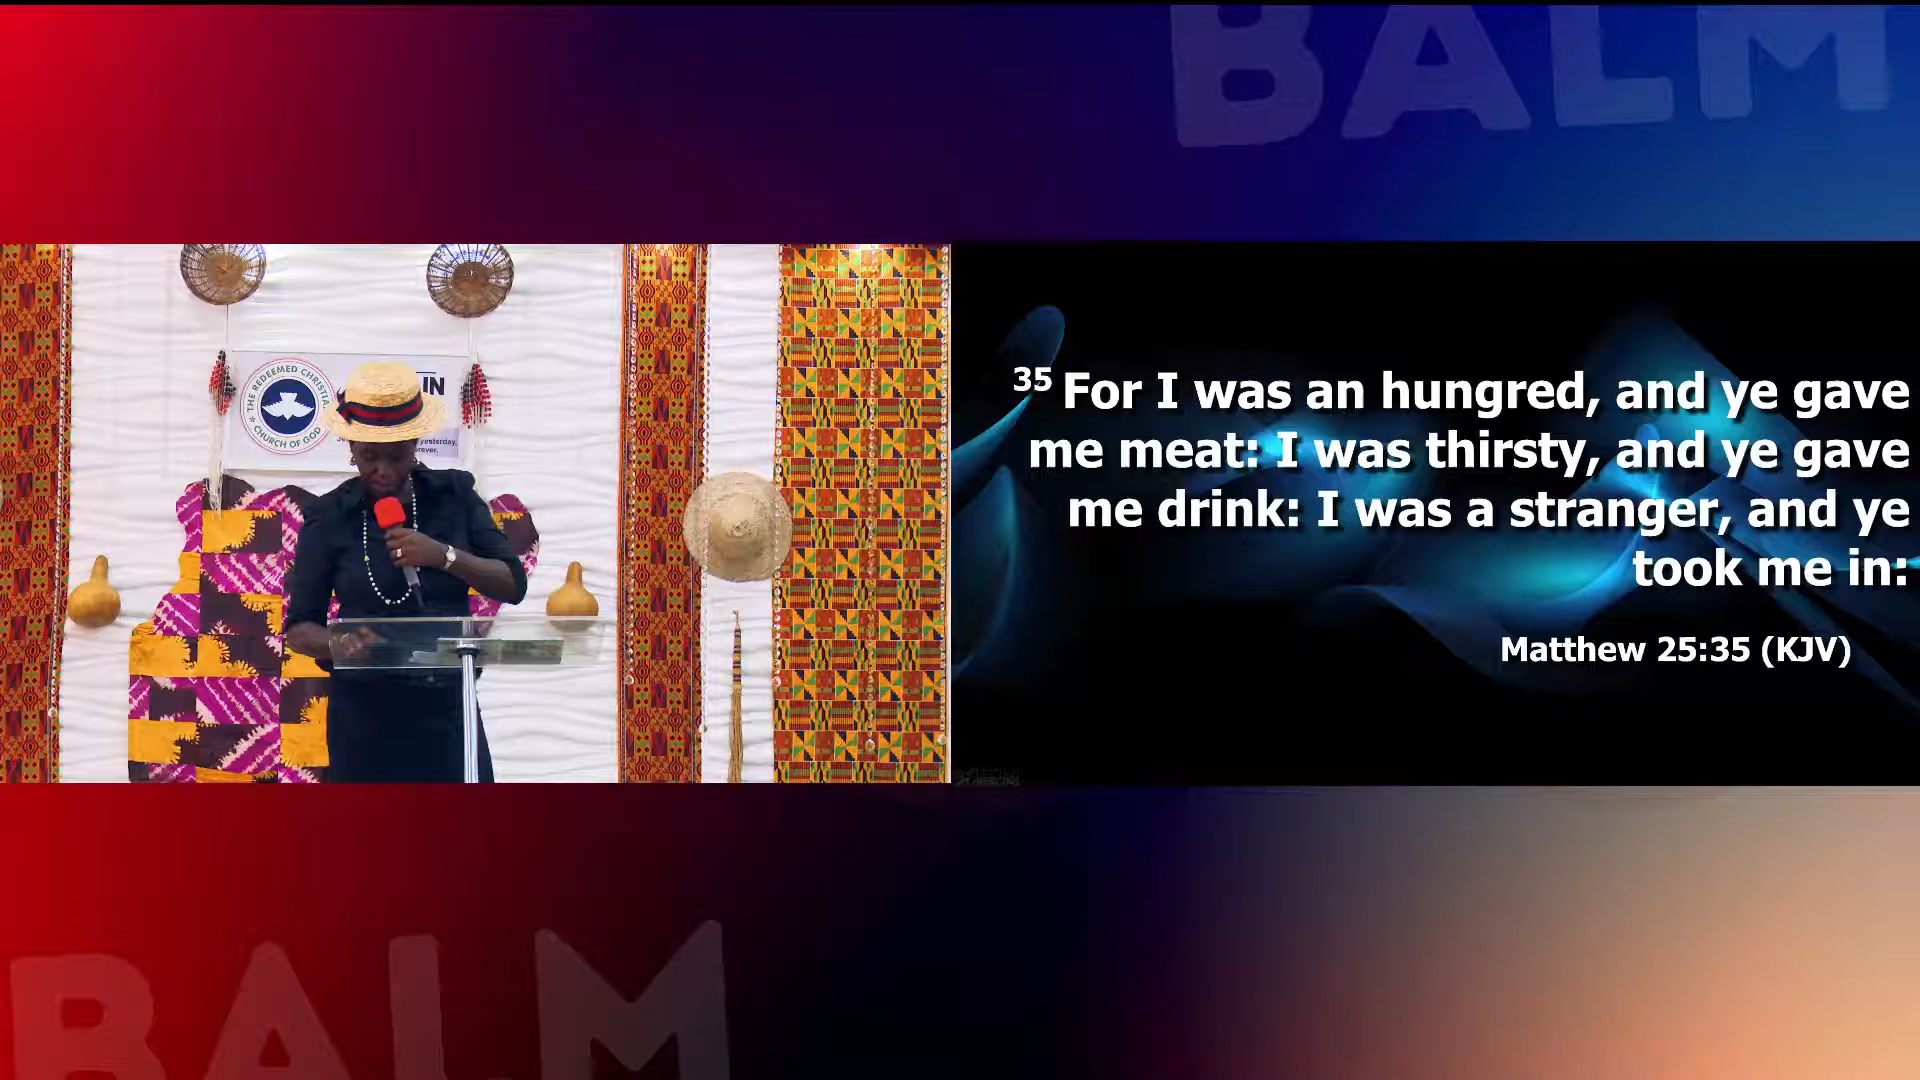 BALM
THE REDEEMED CHRISTIA
CHURCH OF GOD
IN
yesterday,
35 For I was an hungred, and ye gave
me meat: I was thirsty, and ye gave
me drink: I was a stranger, and ye
took me in:
Matthew 25:35 (KJV)
BALM